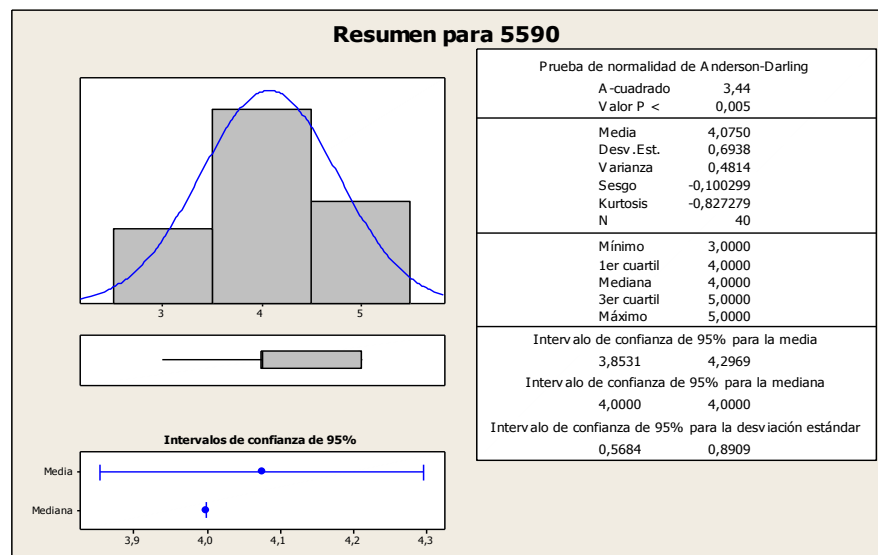 Resumen para 5590
3
4
5
Prueba de normalidad de Anderson-Darling
A-cuadrado 3,44
Valor P < 0,005
Media 4,0750
Desv.Est. 0,6938
Varianza 0,4814
Sesgo -0,100299
Kurtosis -0,827279
N 40
Mínimo 3,0000
1er cuartil 4,0000
Mediana 4,0000
3er cuartil 5,0000
Máximo 5,0000
Intervalo de confianza de 95% para la media
3,8531 4,2969
Intervalo de confianza de 95% para la mediana
4,0000 4,0000
Intervalo de confianza de 95% para la desviación estándar
0,5684 0,8909
Intervalos de confianza de 95%
Media
Mediana
3,9 4,0 4,1 4,2 4,3